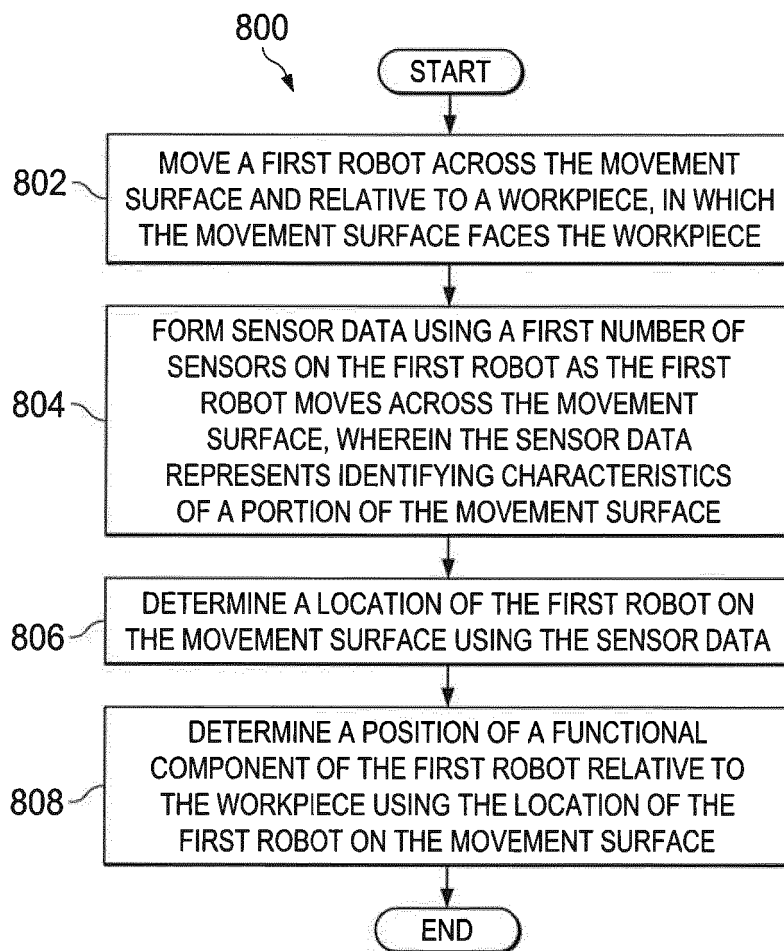 800
START
802
MOVE A FIRST ROBOT ACROSS THE MOVEMENT
SURFACE AND RELATIVE TO A WORKPIECE, IN WHICH
THE MOVEMENT SURFACE FACES THE WORKPIECE
804
FORM SENSOR DATA USING A FIRST NUMBER OF
SENSORS ON THE FIRST ROBOT AS THE FIRST
ROBOT MOVES ACROSS THE MOVEMENT
SURFACE, WHEREIN THE SENSOR DATA
REPRESENTS IDENTIFYING CHARACTERISTICS
OF A PORTION OF THE MOVEMENT SURFACE
806
DETERMINE A LOCATION OF THE FIRST ROBOT ON
THE MOVEMENT SURFACE USING THE SENSOR DATA
808
DETERMINE A POSITION OF A FUNCTIONAL
COMPONENT OF THE FIRST ROBOT RELATIVE TO
THE WORKPIECE USING THE LOCATION OF THE
FIRST ROBOT ON THE MOVEMENT SURFACE
END